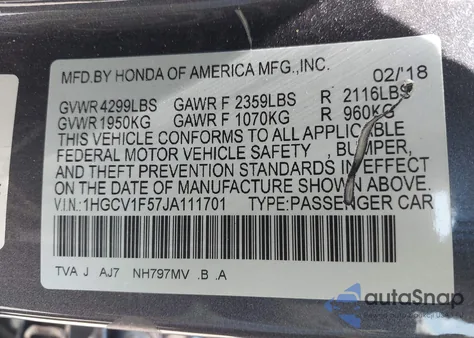 MFD.BY HONDA OF AMERICA MFG.,INC. 02/'18
GVWR 4299LBS GAWR F 2359LBS R 2116LBS
GVWR 1950KG GAWR F 1070KG R 960KG
THIS VEHICLE CONFORMS TO ALL APPLICABLE
FEDERAL MOTOR VEHICLE SAFETY , BUMPER,
AND THEFT PREVENTION STANDARDS IN EFFECT
ON THE DATE OF MANUFACTURE SHOWN ABOVE.
V.I.N.: 1HGCV1F57JA111701 TYPE:PASSENGER CAR
TVA J AJ7 NH797MV .B .A
autoSnap